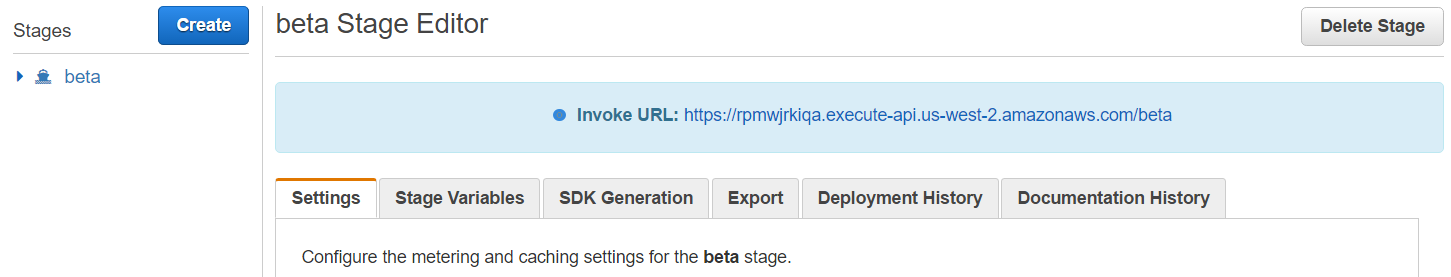 Stages
Create
beta
beta Stage Editor
Delete Stage
Invoke URL: https://rpmwjrkiqa.execute-api.us-west-2.amazonaws.com/beta
Settings
Stage Variables
SDK Generation
Export
Deployment History
Documentation History
Configure the metering and caching settings for the beta stage.